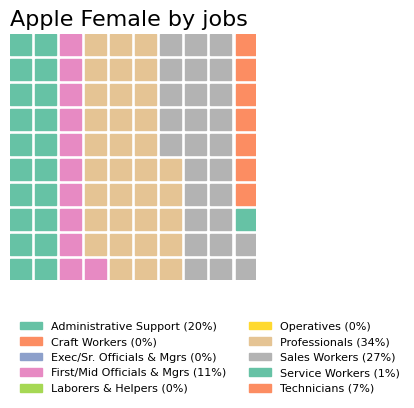 Apple Female by jobs
Administrative Support (20%)
Craft Workers (0%)
Exec/Sr. Officials & Mgrs (0%)
First/Mid Officials & Mgrs (11%)
Laborers & Helpers (0%)
Operatives (0%)
Professionals (34%)
Sales Workers (27%)
Service Workers (1%)
Technicians (7%)